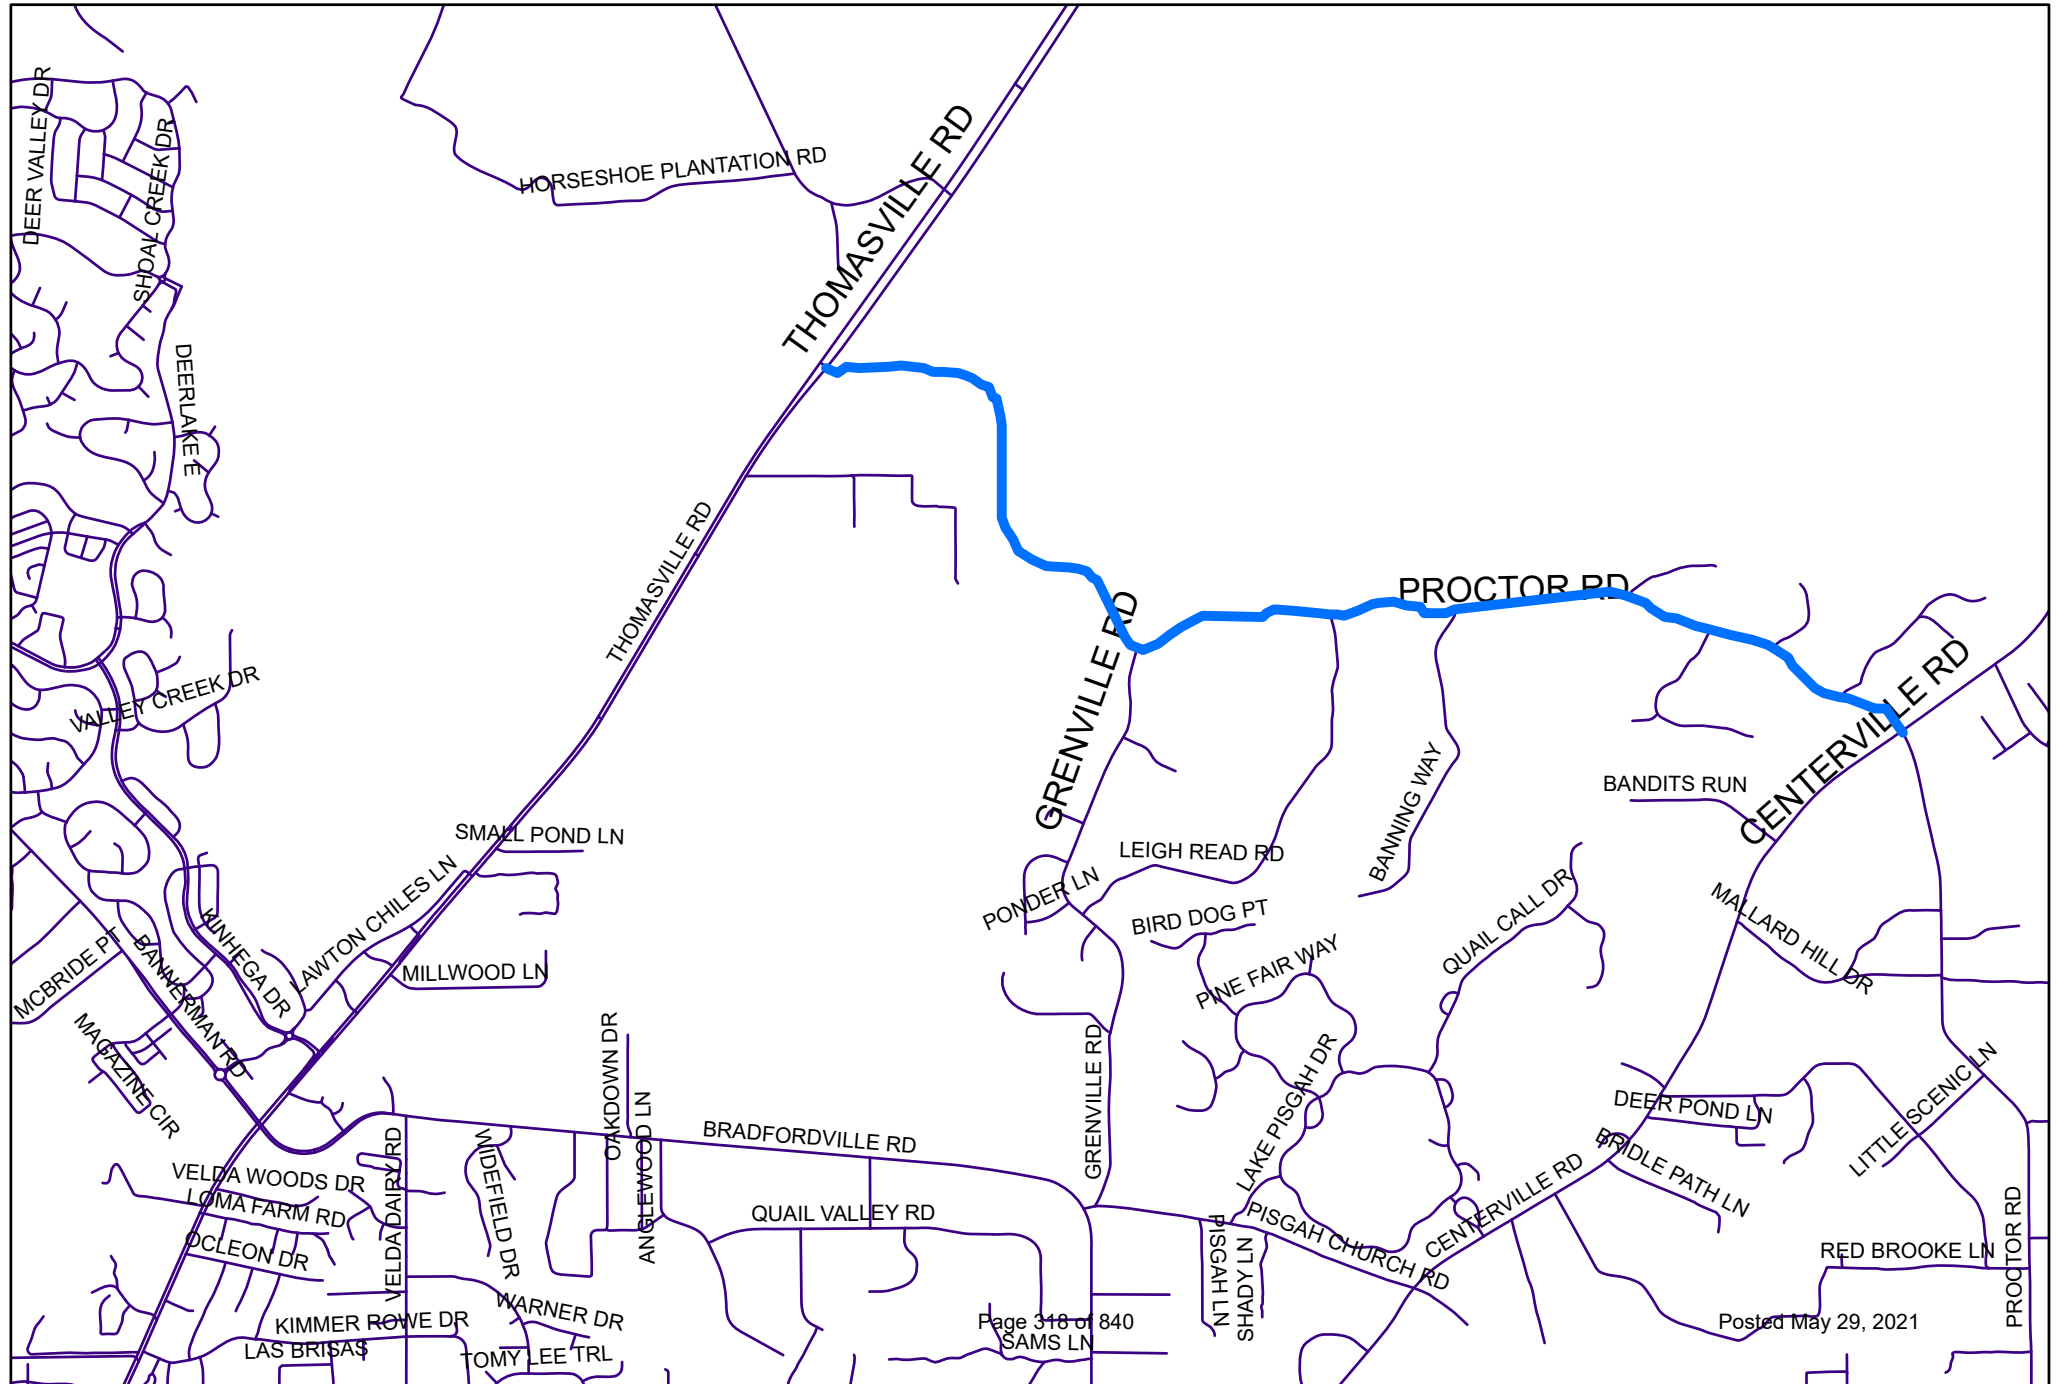 DEER VALLEY DR
SHOAL CREEK DR
HORSESHOE PLANTATION RD
THOMASVILLE RD
DEERLAKE E
THOMASVILLE RD
GRENVILLE RD
PROCTOR RD
CENTERVILLE RD
VALLEY CREEK DR
BANNING WAY
BANDITS RUN
SMALL POND LN
LEIGH READ RD
PONDER LN
BIRD DOG PT
QUAIL CALL DR
MALLARD HILL DR
LAWTON CHILES LN
KINHEGA DR
MILLWOOD LN
MCBRIDE PT
BANNERMAN RD
PINE FAIR WAY
MAGAZINE CIR
OAKDOWN DR
GRENVILLE RD
LAKE PISGAH DR
DEER POND LN
LITTLE SCENIC LN
BRADFORDVILLE RD
ANGLEWOOD LN
VELDA DAIRY RD
WIDEFIELD DR
VELDA WOODS DR
LOMA FARM RD
OCLEON DR
QUAIL VALLEY RD
PISGAH CHURCH RD
CENTERVILLE RD
BRIDLE PATH LN
PISGAH LN
SHADY LN
RED BROOKE LN
PROCTOR RD
WARNER DR
KIMMER ROWE DR
LAS BRISAS
TOMY LEE TRL
Page 318 of 840
SAMS LN
Posted May 29, 2021